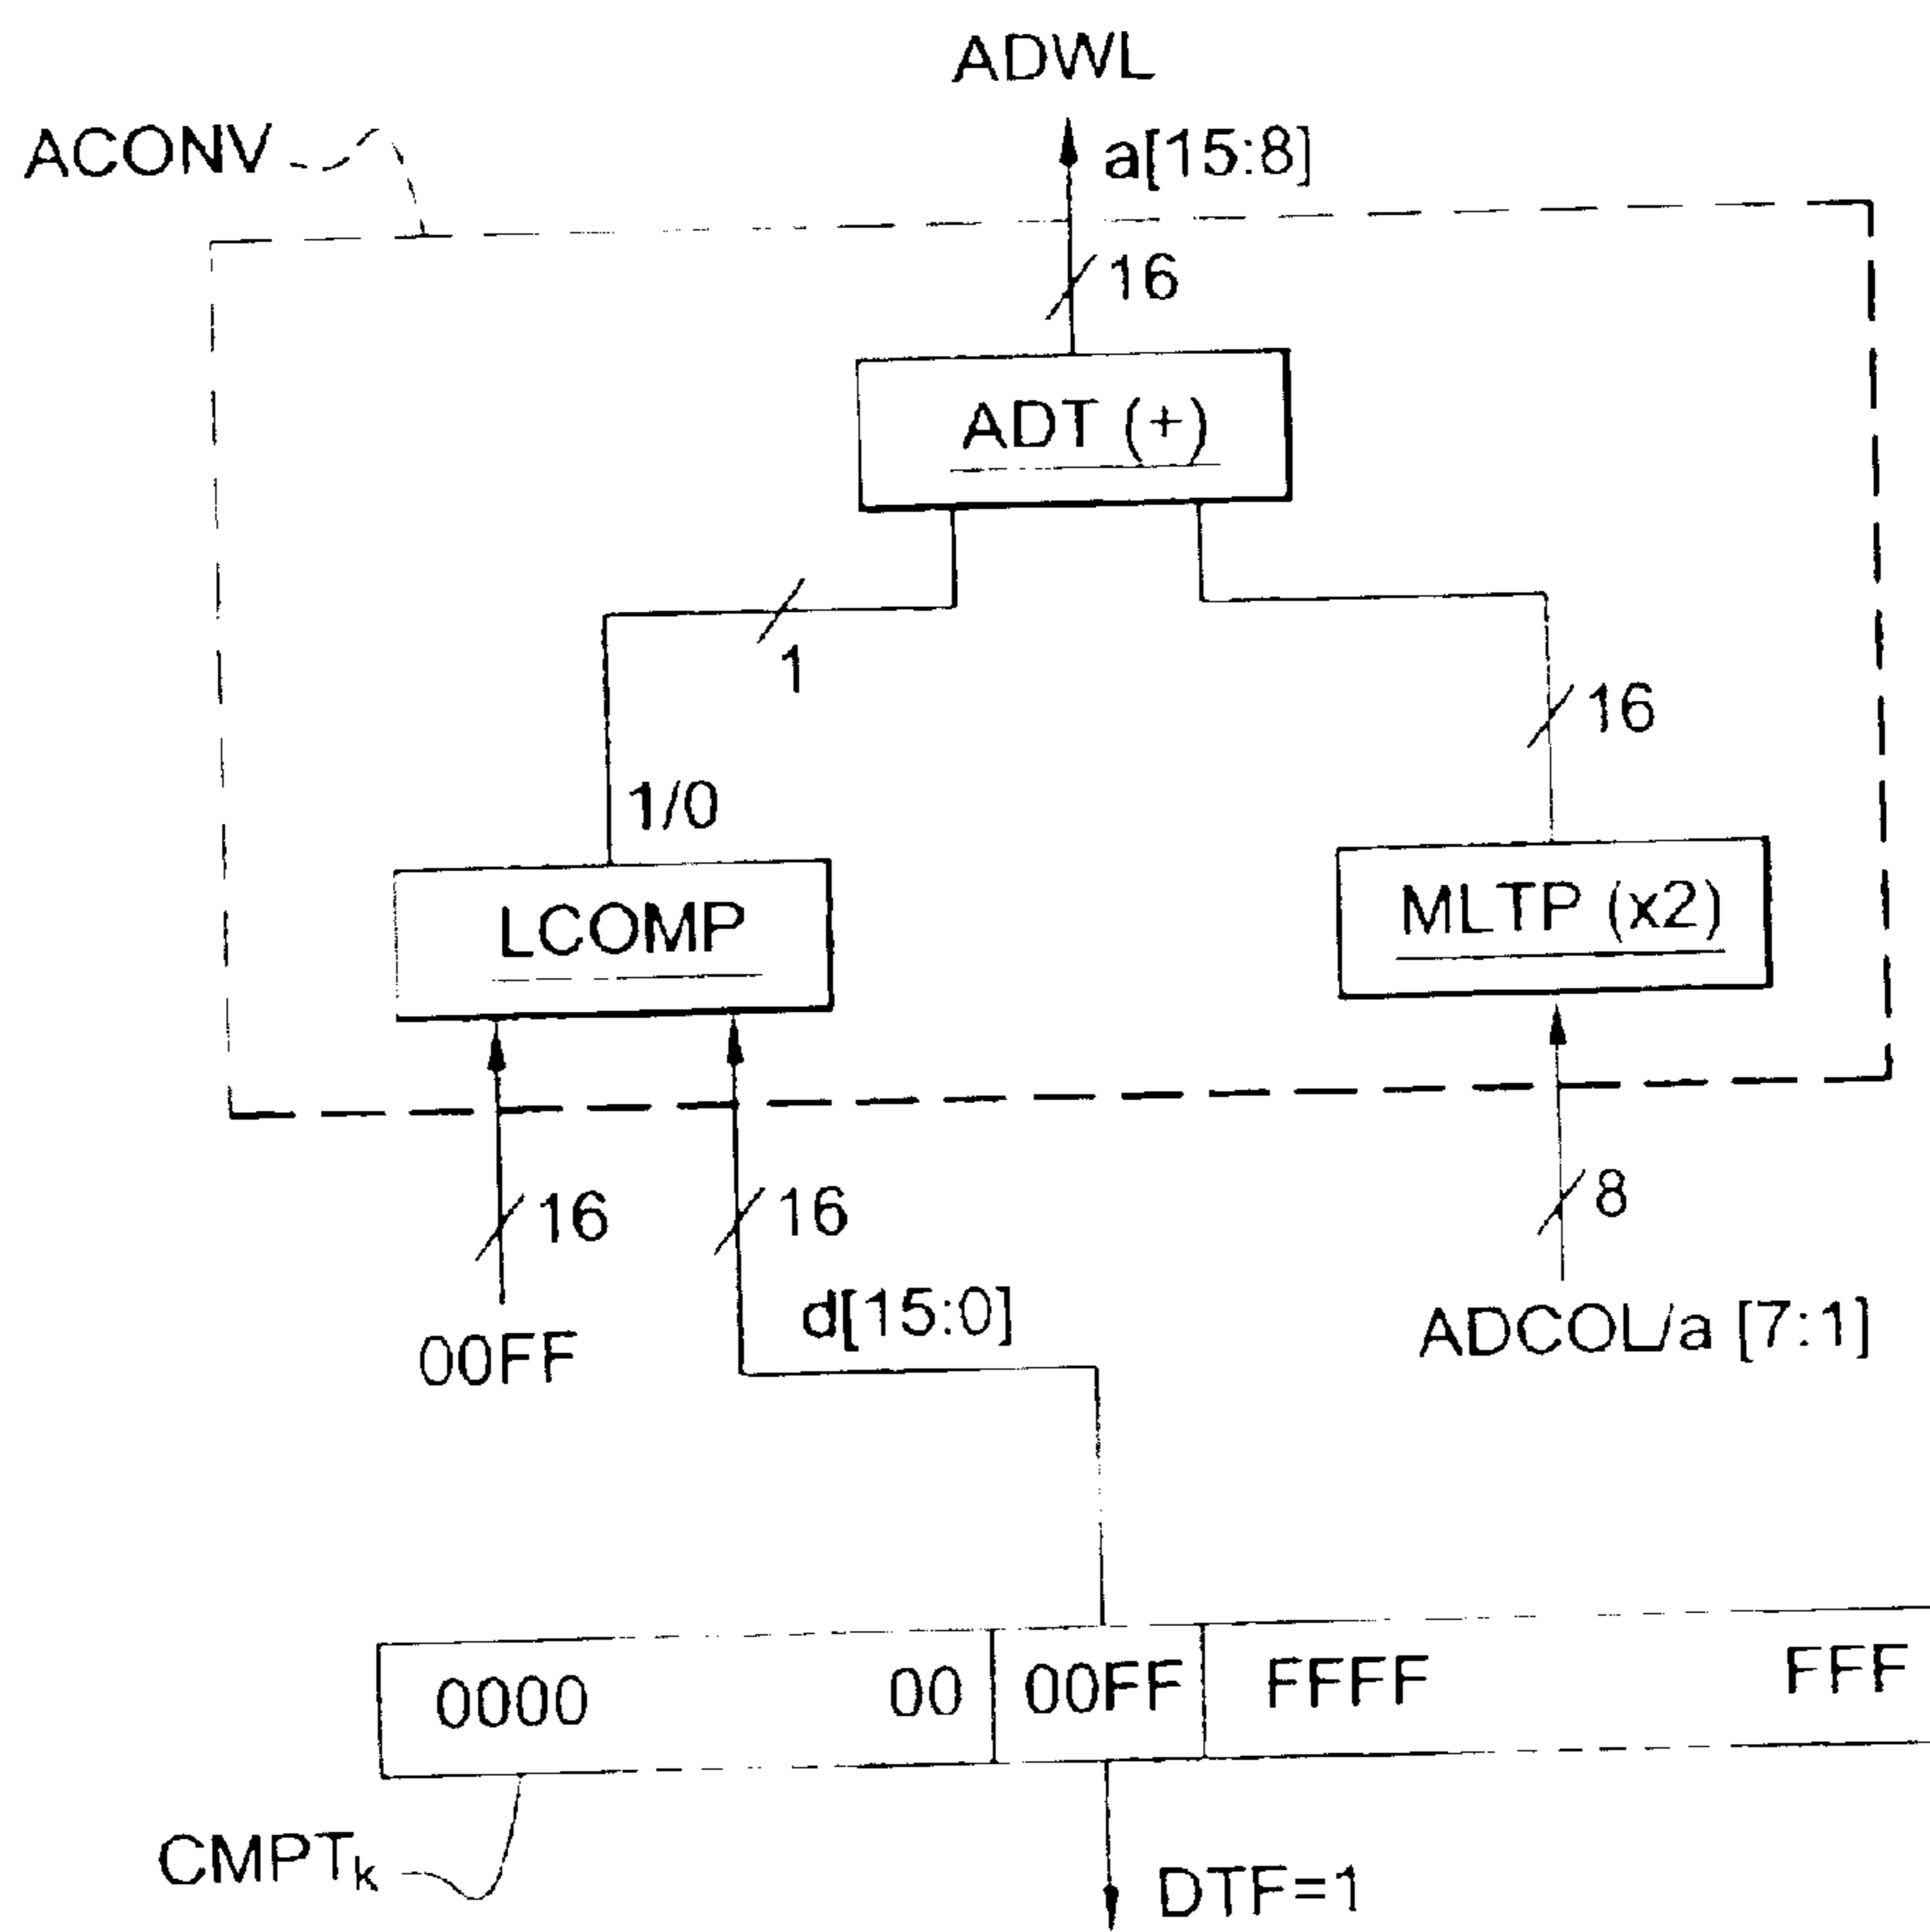 ADWL
ACONV
a[15:8]
16
ADT (+)
1
16
1/0
LCOMP
MLTP (x2)
16
16
8
d[15:0]
00FF
ADCOL/a [7:1]
0000 00 00FF FFFF FFF
CMPTk
DTF=1